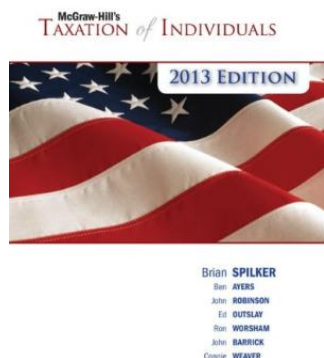 McGraw-Hill's
TAXATION of INDIVIDUALS
2013 EDITION
Brian SPILKER
Ben AYERS
John ROBINSON
Ed OUTSLAY
Ron WORSHAM
John BARRICK
Connie WEAVER